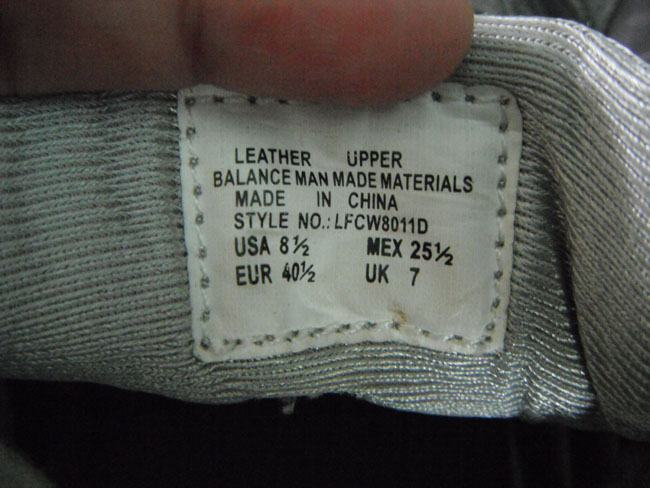 LEATHER UPPER
BALANCE MAN MADE MATERIALS
MADE IN CHINA
STYLE NO.: LFCW8011D
USA 8½ MEX 25½
EUR 40½ UK 7